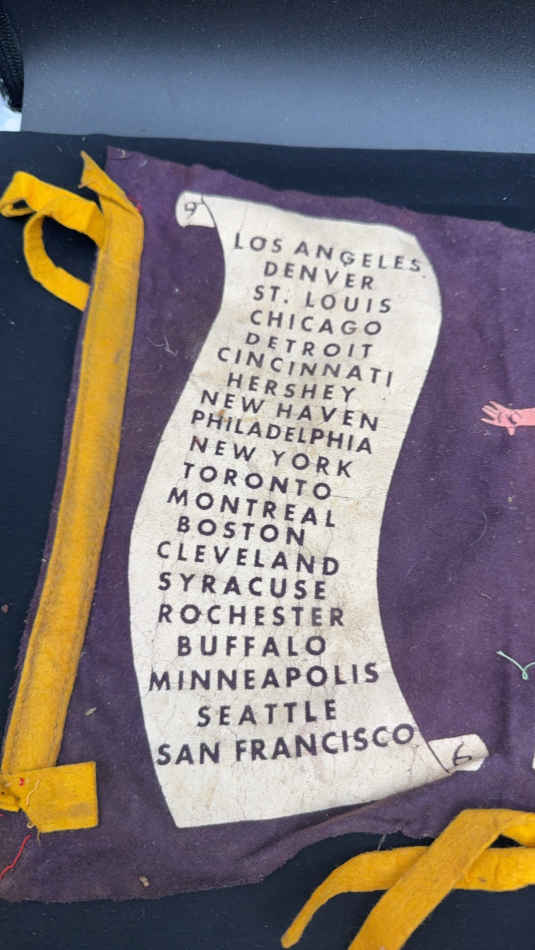 9
LOS ANGELES.
DENVER
ST. LOUIS
CHICAGO
DETROIT
CINCINNATI
HERSHEY
NEW HAVEN
PHILADELPHIA
NEW YORK
TORONTO
MONTREAL
BOSTON
CLEVELAND
SYRACUSE
ROCHESTER
BUFFALO
MINNEAPOLIS
SEATTLE
SAN FRANCISCO
6